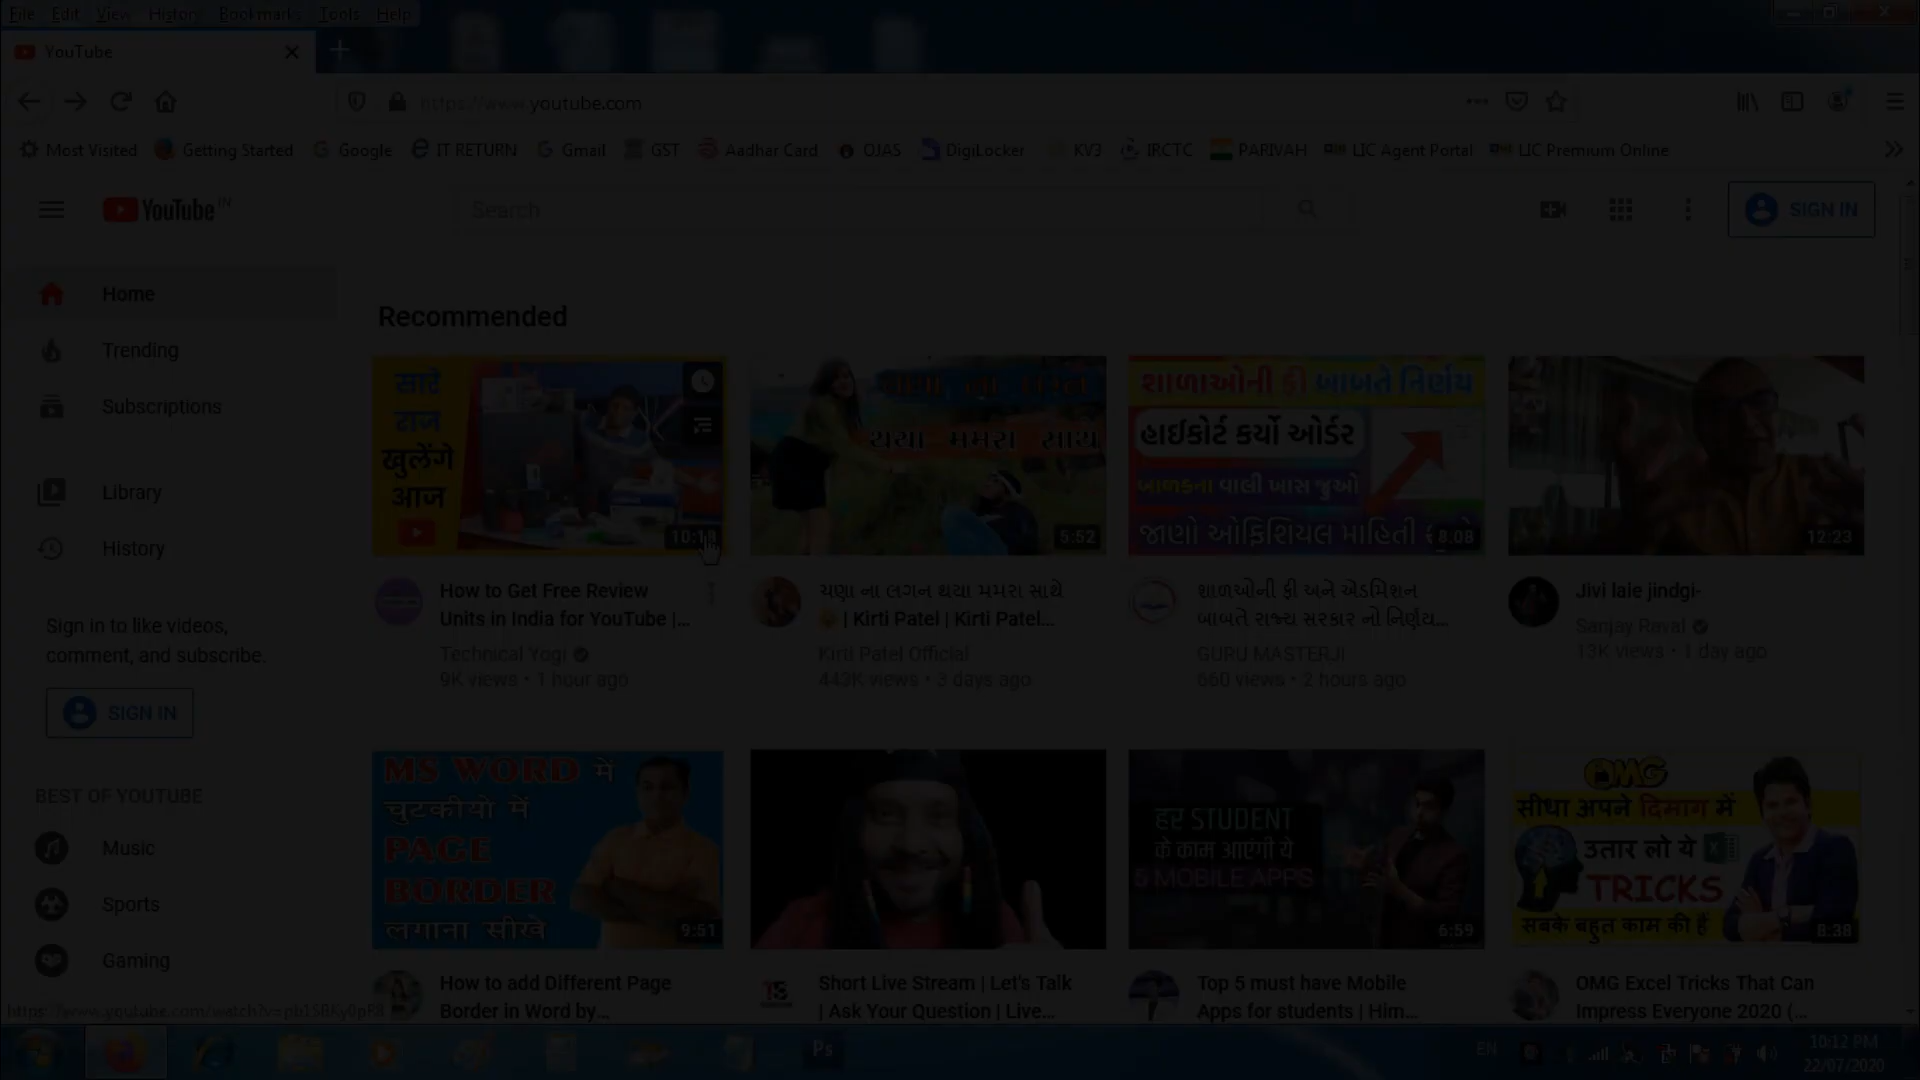 File Edit View History Bookmarks Tools Help
YouTube
https://www.youtube.com
Most Visited Getting Started Google IT RETURN Gmail GST Aadhar Card OJAS DigiLocker KV3 IRCTC PARIVAH LIC Agent Portal LIC Premium Online
YouTube IN
Search
SIGN IN
Home
Trending
Subscriptions
Library
History
Sign in to like videos,
comment, and subscribe.
SIGN IN
BEST OF YOUTUBE
Music
Sports
Gaming
Recommended
सारे
राज
खुलेंगे
आज
થયા મમરા સાથે
5:52
શાળાઓની ફી બાબતે નિર્ણય
હાઈકોર્ટ કર્યો ઓર્ડર
બાળકના વાલી ખાસ જુઓ
જાણો ઓફિશિયલ માહિતી
8:08
12:23
How to Get Free Review
Units in India for YouTube |...
Technical Yogi
9K views • 1 hour ago
ચણા ના લગન થયા મમરા સાથે
| Kirti Patel | Kirti Patel...
Kirti Patel Official
442K views • 3 days ago
શાળઓની ફી અને એડમિશન
બાબતે રાજ્ય સરકાર નો નિર્ણય...
GURU MASTERJI
660 views • 2 hours ago
Jivi lale jindgi-
Sanjay Raval
13K views • 1 day ago
MS WORD में
चुटकीयो में
PAGE
BORDER
लगाना सीखे
9:51
हर STUDENT
के काम आएंगी ये
5 MOBILE APPS
6:59
OMG
सीधा अपने दिमाग में
उतार लो ये
TRICKS
सबके बहुत काम की हैं
8:38
How to add Different Page
Border in Word by...
Short Live Stream | Let's Talk
| Ask Your Question | Live...
Top 5 must have Mobile
Apps for students | Him...
OMG Excel Tricks That Can
Impress Everyone 2020 (...
Ps
EN
10:12 PM
22/07/2020